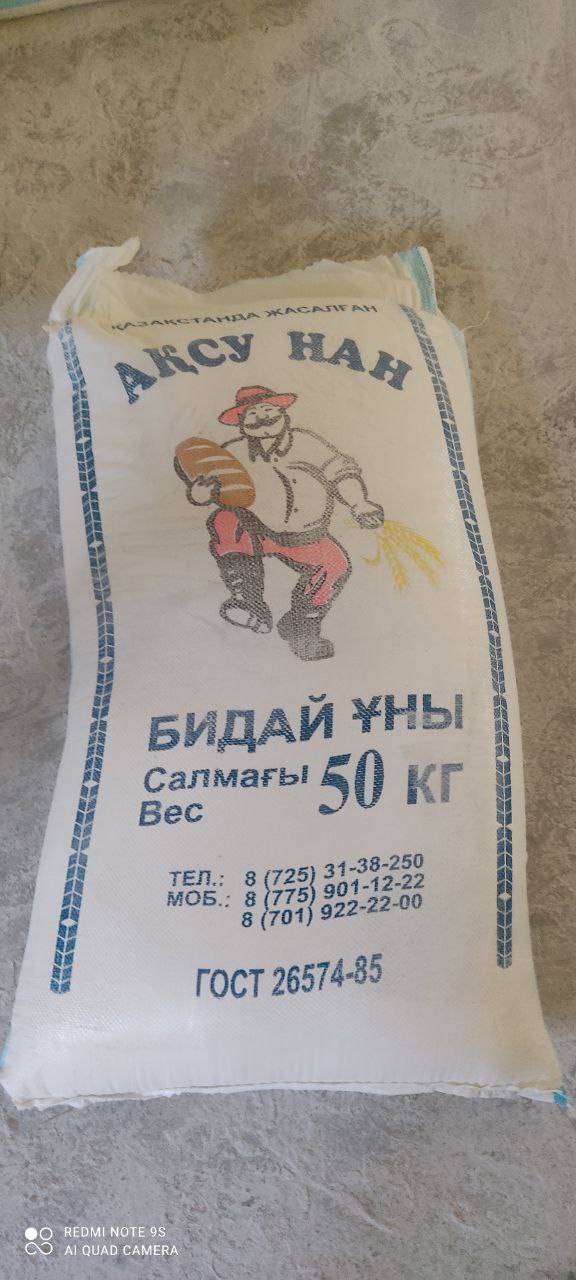 ҚАЗАҚСТАНДА ЖАСАЛҒАН
АҚСУ НАН
БИДАЙ ҰНЫ
Салмағы 50 КГ
Вес
ТЕЛ.: 8 (725) 31-38-250
МОБ.: 8 (775) 901-12-22
8 (701) 922-22-00
ГОСТ 26574-85
REDMI NOTE 9S
AI QUAD CAMERA